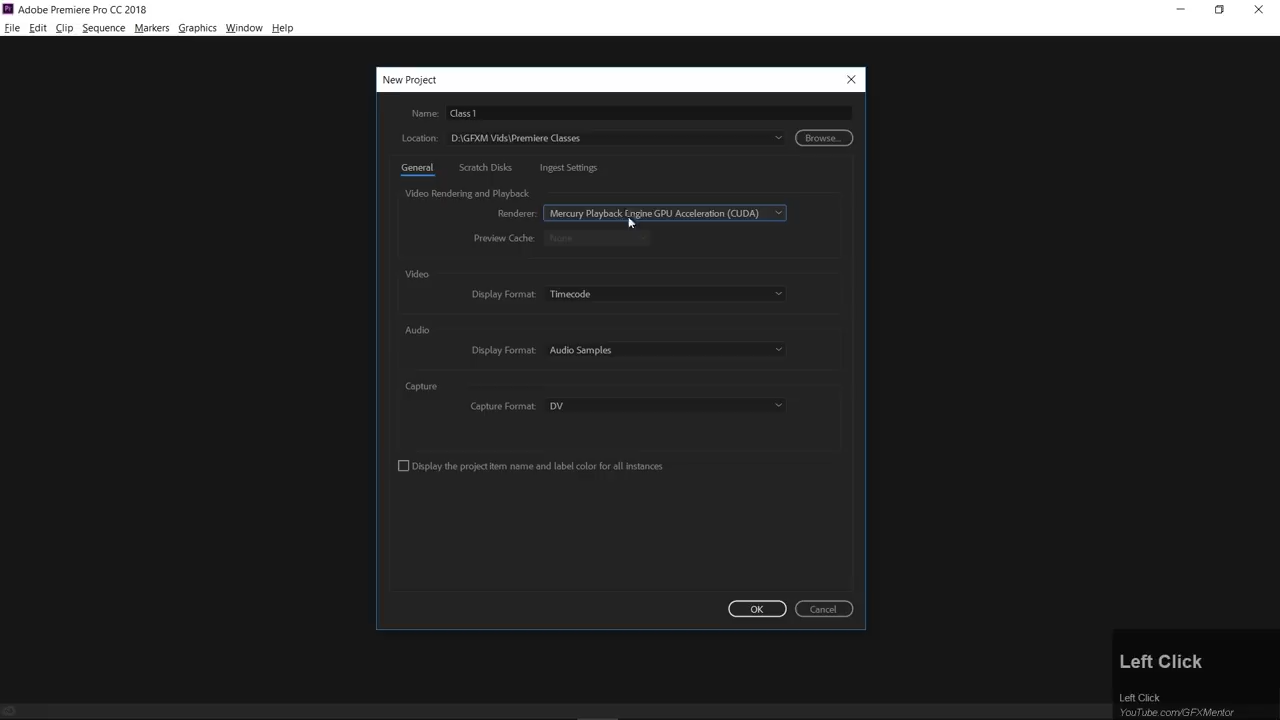 Adobe Premiere Pro CC 2018
File Edit Clip Sequence Markers Graphics Window Help
New Project
Name: Class 1
Location: D:\GFXM Vids\Premiere Classes Browse...
General Scratch Disks Ingest Settings
Video Rendering and Playback
Renderer: Mercury Playback Engine GPU Acceleration (CUDA)
Preview Cache: None
Video
Display Format: Timecode
Audio
Display Format: Audio Samples
Capture
Capture Format: DV
Display the project item name and label color for all instances
OK Cancel
Left Click
Left Click
YouTube.com/GFXMentor